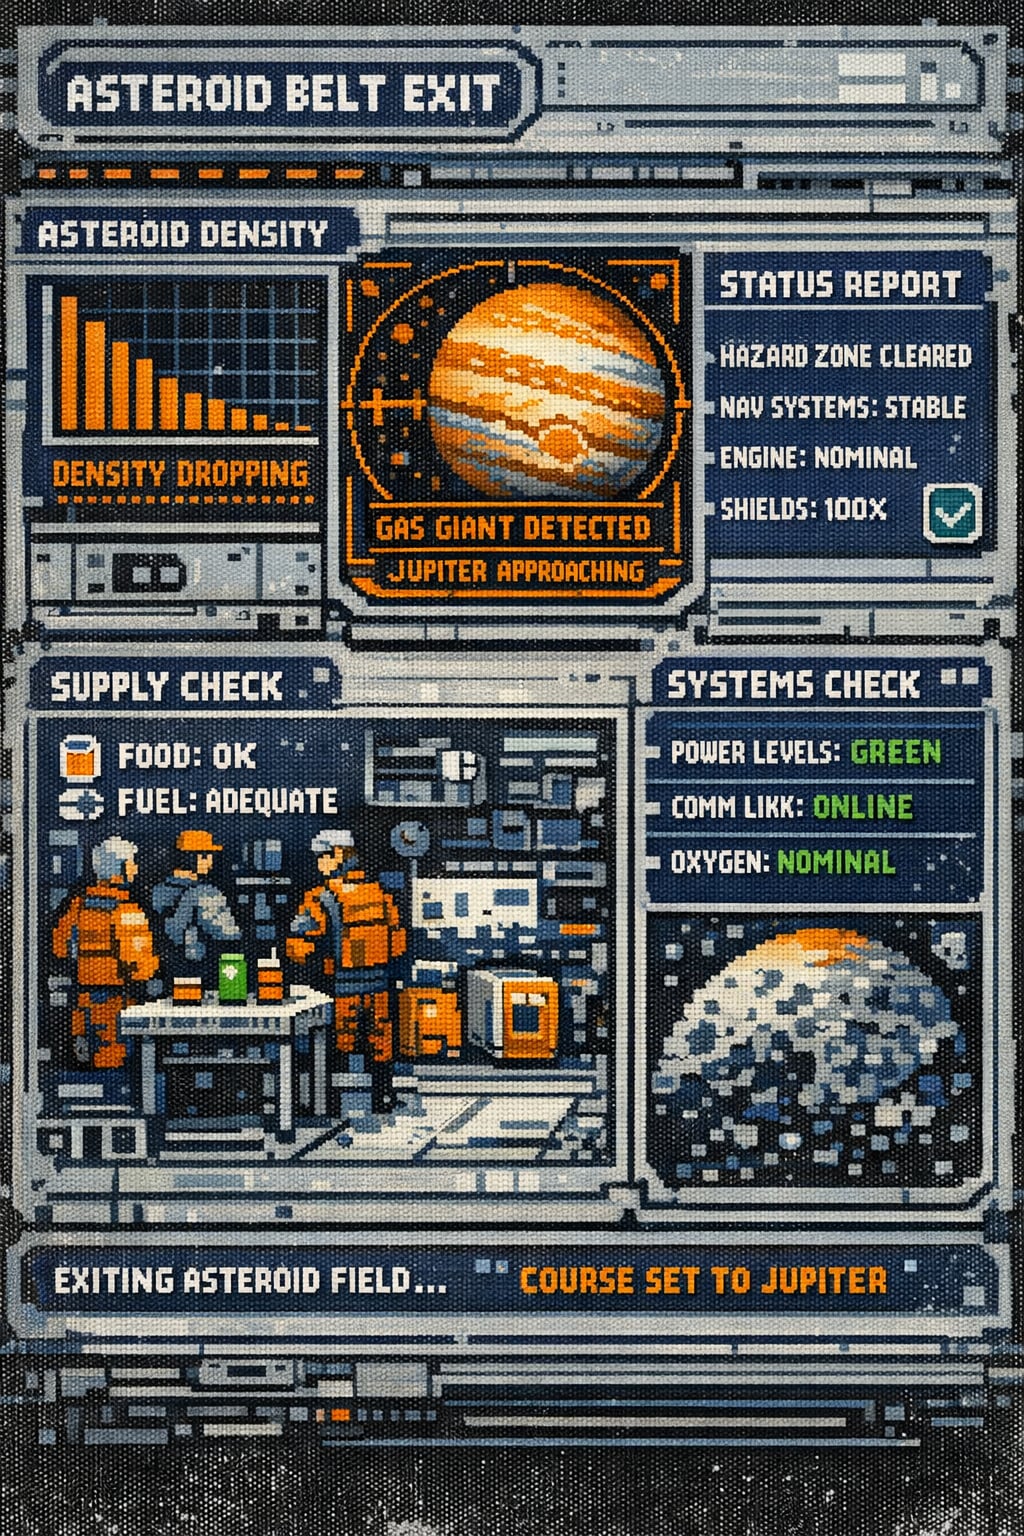 ASTEROID BELT EXIT
ASTEROID DENSITY
DENSITY DROPPING
GAS GIANT DETECTED
JUPITER APPROACHING
STATUS REPORT
HAZARD ZONE CLEARED
NAV SYSTEMS: STABLE
ENGINE: NOMINAL
SHIELDS: 100X
SUPPLY CHECK
FOOD: OK
FUEL: ADEQUATE
SYSTEMS CHECK
POWER LEVELS: GREEN
COMM LIKK: ONLINE
OXYGEN: NOMINAL
EXITING ASTEROID FIELD... COURSE SET TO JUPITER